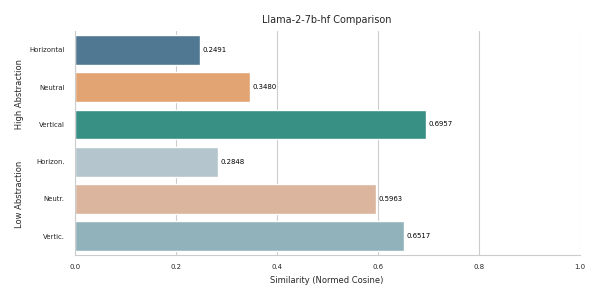 Llama-2-7b-hf Comparison
High Abstraction
Horizontal
0.2491
Neutral
0.3480
Vertical
0.6957
Low Abstraction
Horizon.
0.2848
Neutr.
0.5963
Vertic.
0.6517
0.0 0.2 0.4 0.6 0.8 1.0
Similarity (Normed Cosine)